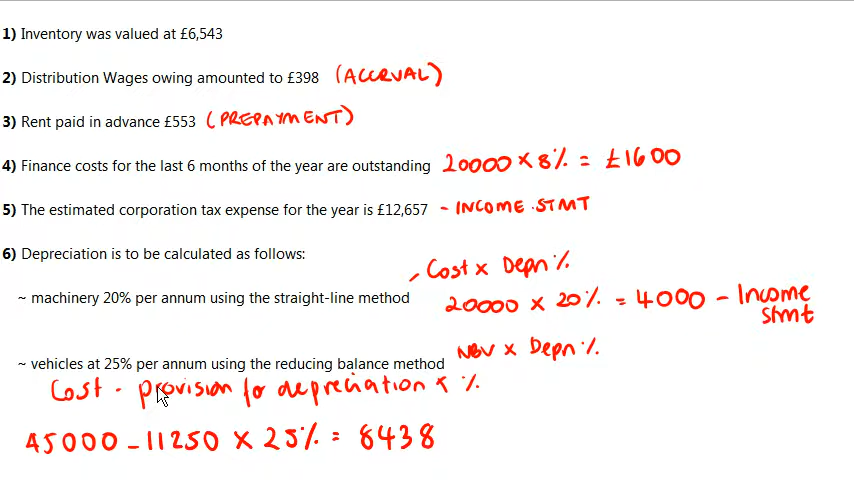 1) Inventory was valued at £6,543
2) Distribution Wages owing amounted to £398 (ACCRUAL)
3) Rent paid in advance £553 (PREPAYMENT)
4) Finance costs for the last 6 months of the year are outstanding 20000 x 8% = £1600
5) The estimated corporation tax expense for the year is £12,657 - INCOME.STMT
6) Depreciation is to be calculated as follows:
- Cost x Depn %
~ machinery 20% per annum using the straight-line method 20000 x 20% = 4000 - Income
stmt
~ vehicles at 25% per annum using the reducing balance method NBV x Depn %
Cost - provision for depreciation x %
45000 - 11250 x 25% = 8438